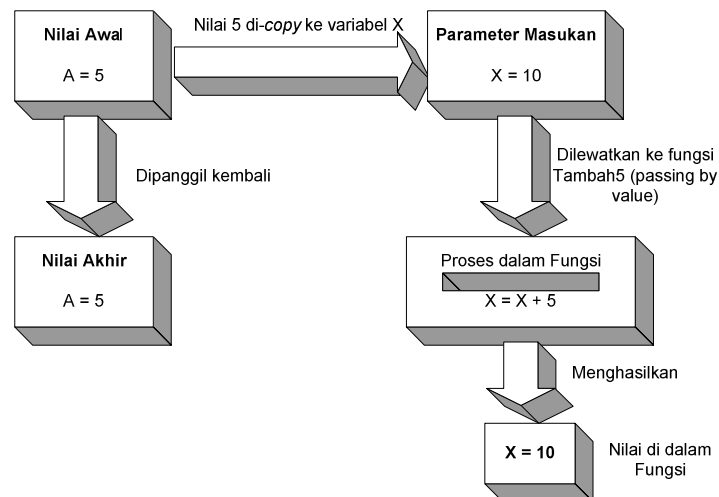 Nilai Awal
A = 5
Nilai 5 di-copy ke variabel X
Parameter Masukan
X = 10
Dipanggil kembali
Dilewatkan ke fungsi
Tambah5 (passing by
value)
Nilai Akhir
A = 5
Proses dalam Fungsi
X = X + 5
Menghasilkan
X = 10
Nilai di dalam
Fungsi